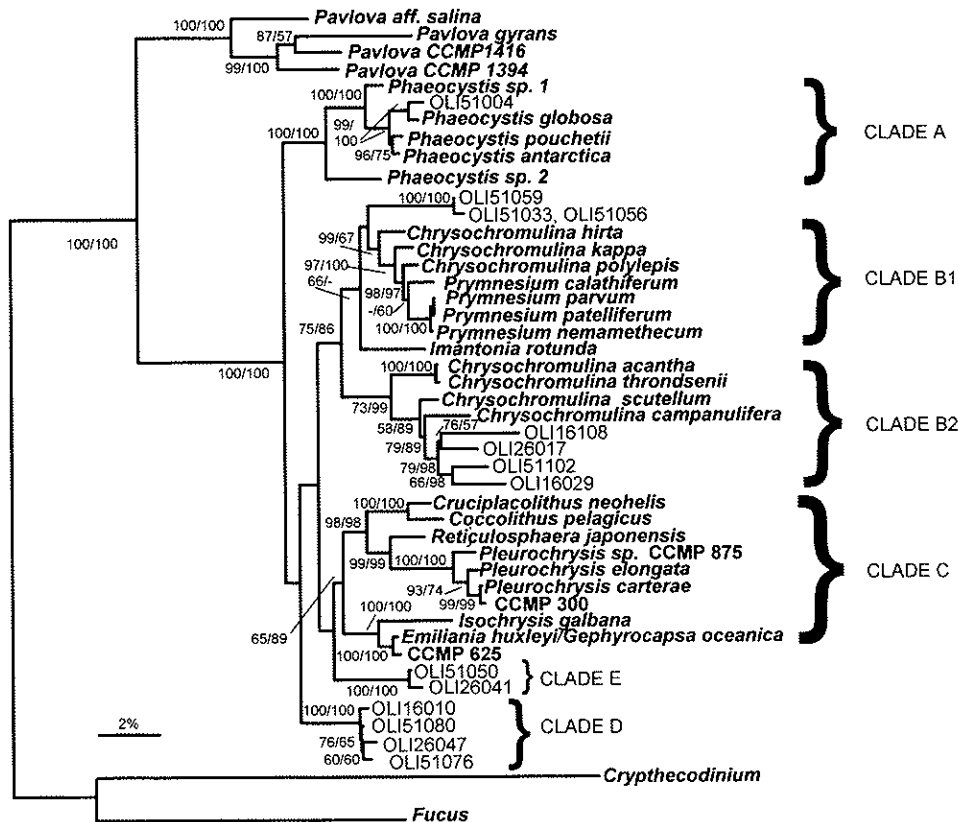 Pavlova aff. salina
100/100
87/57
Pavlova gyrans
Pavlova CCMP1416
99/100
Pavlova CCMP 1394
Phaeocystis sp. 1
100/100
OLI51004
Phaeocystis globosa
99/
100
100/100
Phaeocystis pouchetii
96/75
Phaeocystis antarctica
Phaeocystis sp. 2
CLADE A
100/100
OLI51059
100/100
OLI51033, OLI51056
Chrysochromulina hirta
99/67
Chrysochromulina kappa
97/100
Chrysochromulina polylepis
66/-
Prymnesium calathiferum
98/97
Prymnesium parvum
-/60
Prymnesium patelliferum
100/100
Prymnesium nemamethecum
75/86
Imantonia rotunda
CLADE B1
100/100
100/100
Chrysochromulina acantha
Chrysochromulina throndsenii
73/99
Chrysochromulina scutellum
Chrysochromulina campanulifera
58/89
76/57
OLI16108
79/89
OLI26017
79/98
OLI51102
66/98
OLI16029
CLADE B2
Cruciplacolithus neohelis
100/100
Coccolithus pelagicus
98/98
Reticulosphaera japonensis
99/99
100/100
Pleurochrysis sp. CCMP 875
Pleurochrysis elongata
93/74
Pleurochrysis carterae
99/99
CCMP 300
CLADE C
65/89
100/100
Isochrysis galbana
Emiliania huxleyi/Gephyrocapsa oceanica
100/100
CCMP 625
OLI51050
100/100
OLI26041
CLADE E
100/100
OLI16010
OLI51080
76/65
OLI26047
60/60
OLI51076
CLADE D
2%
Crypthecodinium
Fucus